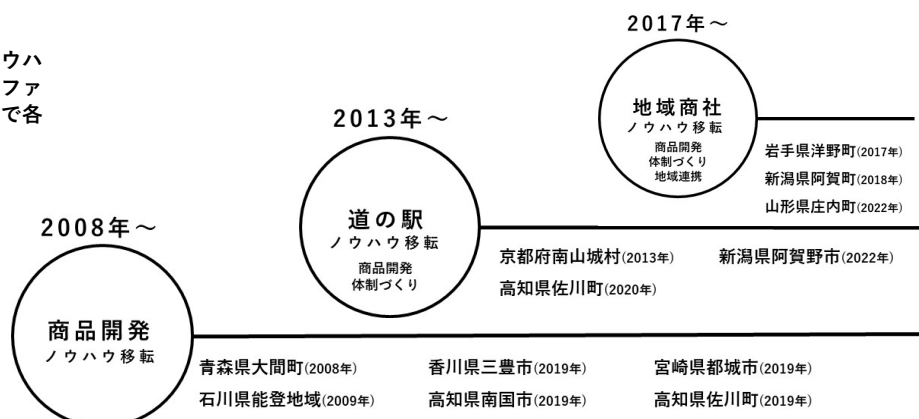 ウハ
ファ
で各
2017年～
地域商社
ノウハウ移転
商品開発
体制づくり
地域連携
岩手県洋野町(2017年)
新潟県阿賀町(2018年)
山形県庄内町(2022年)
2013年～
道の駅
ノウハウ移転
商品開発
体制づくり
京都府南山城村(2013年) 新潟県阿賀野市(2022年)
高知県佐川町(2020年)
2008年～
商品開発
ノウハウ移転
青森県大間町(2008年) 香川県三豊市(2019年) 宮崎県都城市(2019年)
石川県能登地域(2009年) 高知県南国市(2019年) 高知県佐川町(2019年)